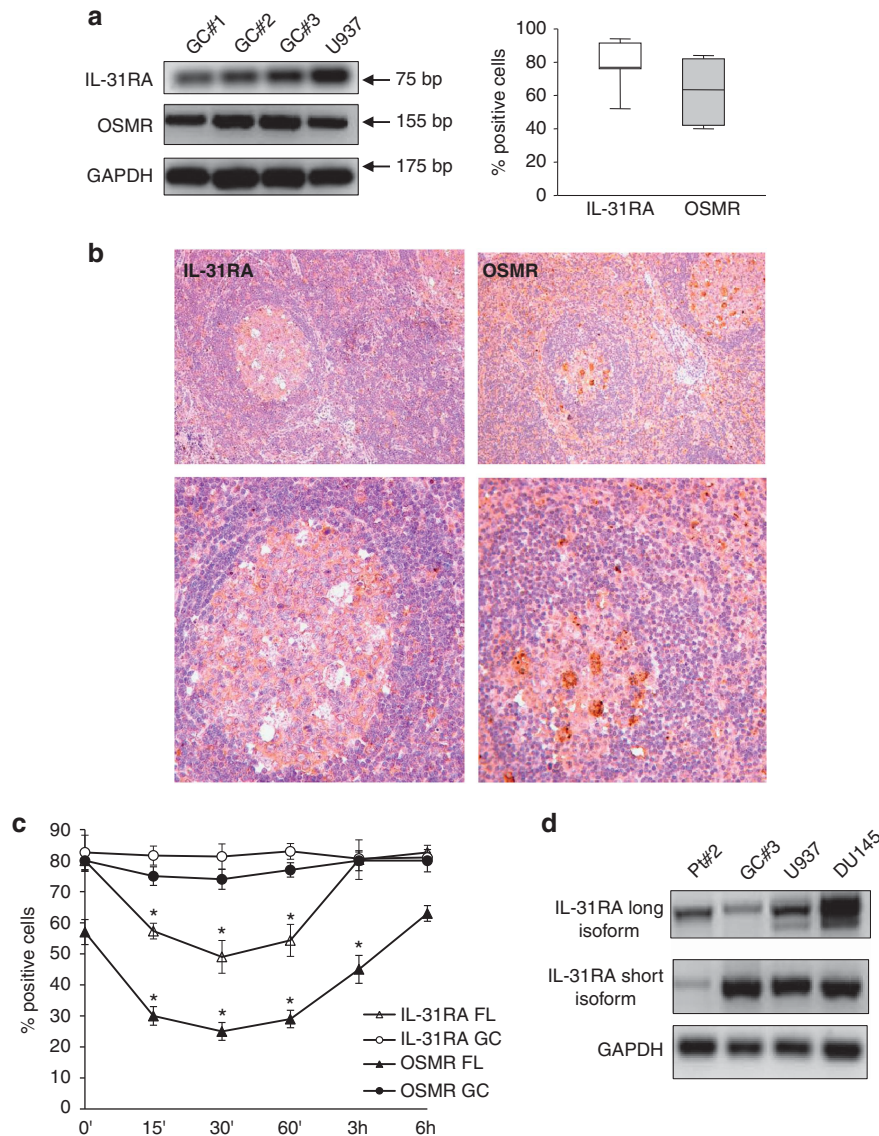 a
GC#1 GC#2 GC#3 U937
IL-31RA
75 bp
OSMR
155 bp
GAPDH
175 bp
% positive cells
100
80
60
40
20
0
IL-31RA OSMR
b
IL-31RA
OSMR
c
% positive cells
90
80
70
60
50
40
30
20
10
0
* * *
* * * *
IL-31RA FL
IL-31RA GC
OSMR FL
OSMR GC
0' 15' 30' 60' 3h 6h
d
Pt#2 GC#3 U937 DU145
IL-31RA long
isoform
IL-31RA short
isoform
GAPDH